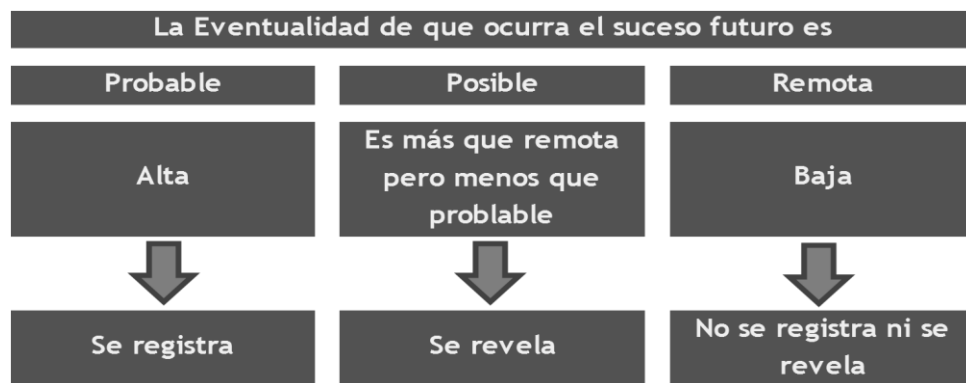 La Eventualidad de que ocurra el suceso futuro es
Probable
Posible
Remota
Alta
Es más que remota
pero menos que
problable
Baja
Se registra
Se revela
No se registra ni se
revela